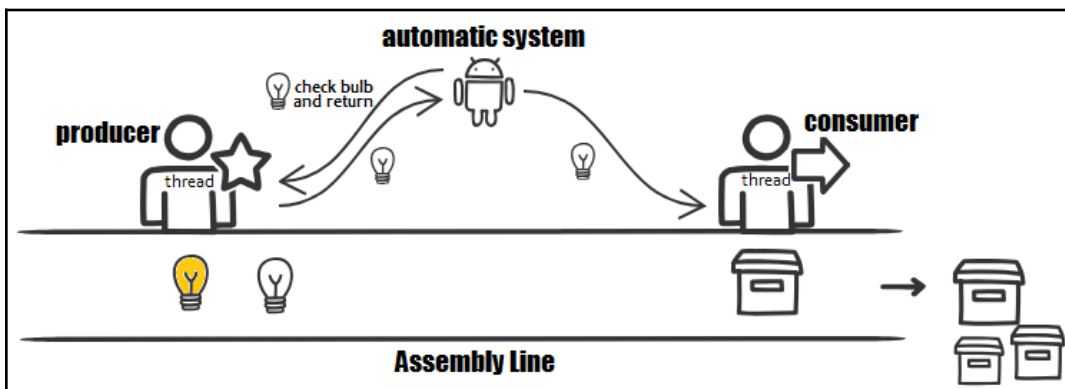 automatic system
check bulb
and return
producer
consumer
thread
thread
Assembly Line